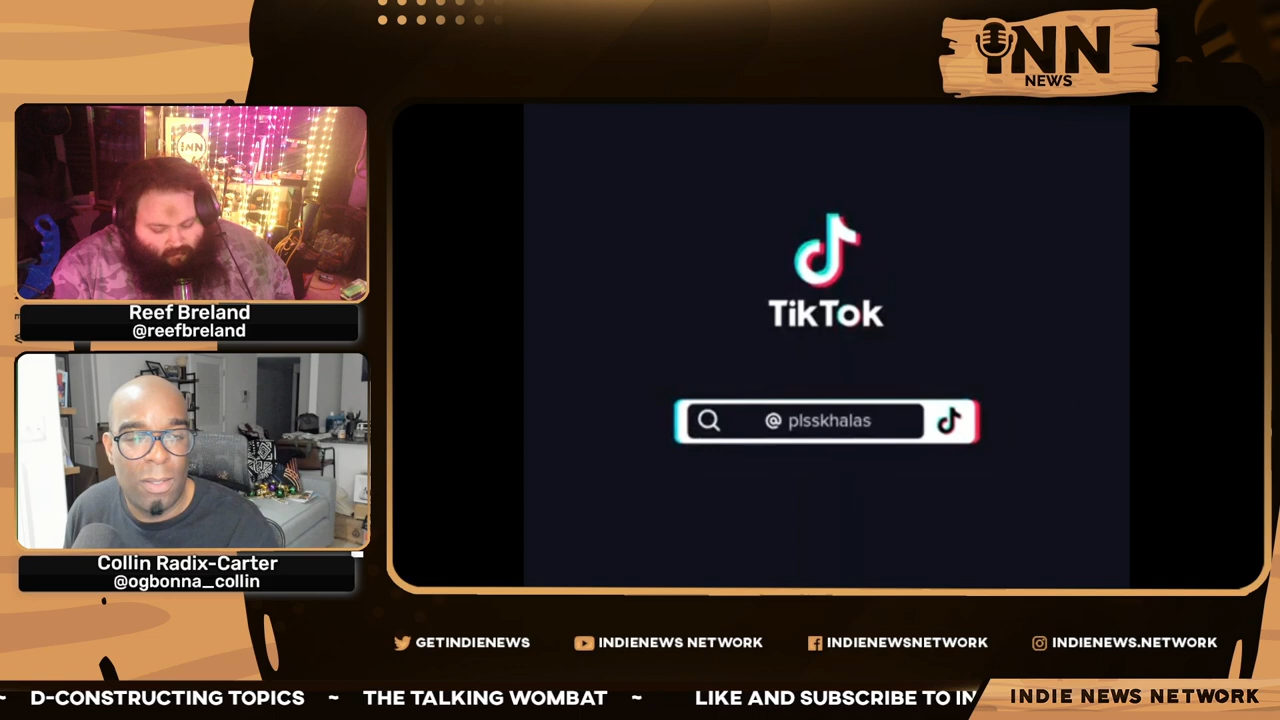 INN
NEWS
INN
Reef Breland
@reefbreland
TikTok
@ plsskhalas
Collin Radix-Carter
@ogbonna_collin
GETINDIENEWS
INDIENEWS NETWORK
INDIENEWSNETWORK
INDIENEWS.NETWORK
~ D-CONSTRUCTING TOPICS ~ THE TALKING WOMBAT ~ LIKE AND SUBSCRIBE TO IN
INDIE NEWS NETWORK